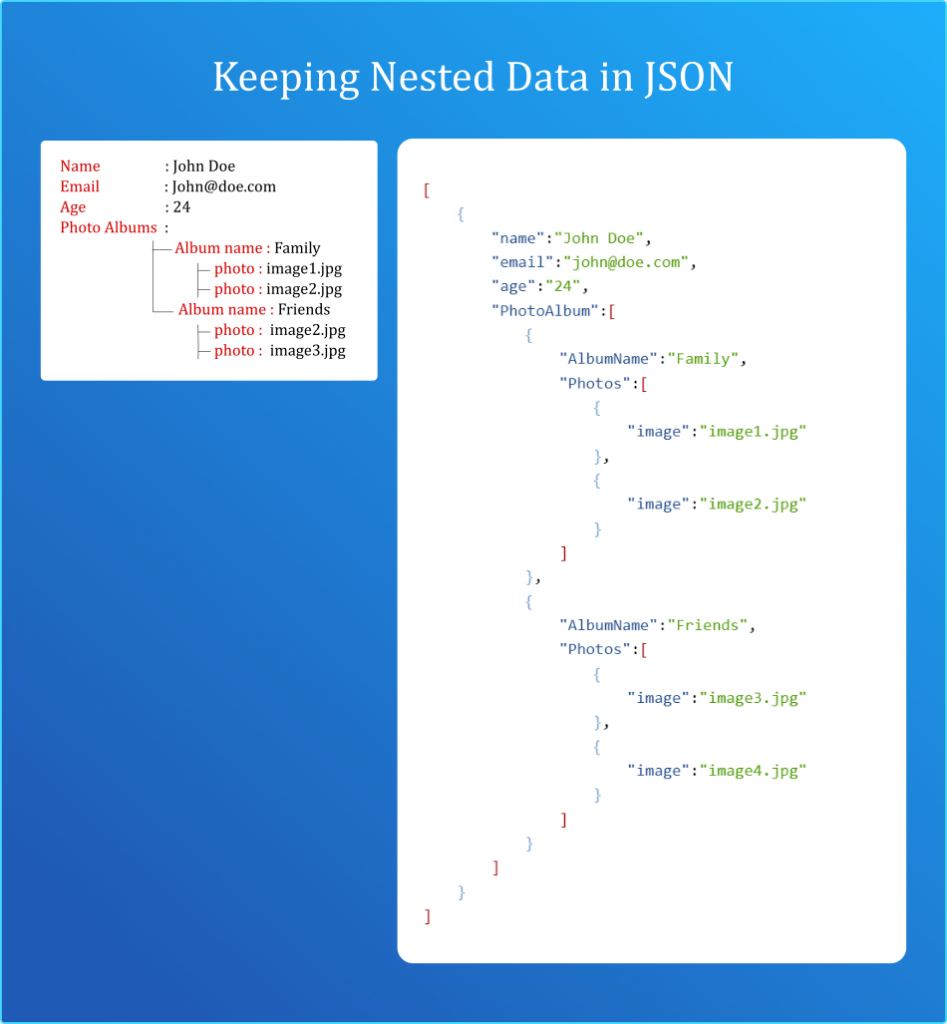 Keeping Nested Data in JSON
Name : John Doe
Email : John@doe.com
Age : 24
Photo Albums :
Album name : Family
photo : image1.jpg
photo : image2.jpg
Album name : Friends
photo : image2.jpg
photo : image3.jpg
[
{
"name":"John Doe",
"email":"john@doe.com",
"age":"24",
"PhotoAlbum":[
{
"AlbumName":"Family",
"Photos":[
{
"image":"image1.jpg"
},
{
"image":"image2.jpg"
}
]
},
{
"AlbumName":"Friends",
"Photos":[
{
"image":"image3.jpg"
},
{
"image":"image4.jpg"
}
]
}
]
}
]